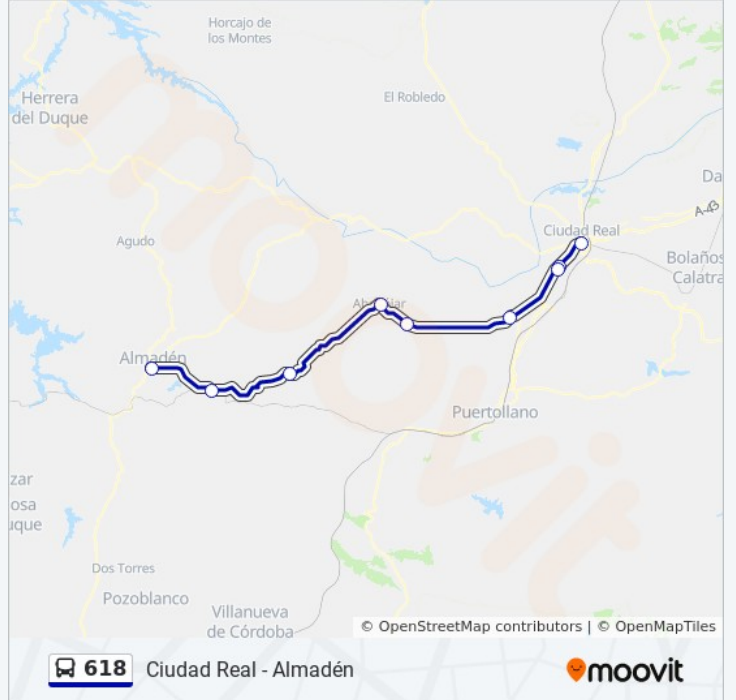 Horcajo de
los Montes
Herrera
del Duque
El Robledo
Da
A-43
Ciudad Real
Agudo
Bolaños
Calatra
Almadén
Puertollano
zar
osa
uque
Dos Torres
Pozoblanco
Villanueva
de Córdoba
© OpenStreetMap contributors | © OpenMapTiles
618 Ciudad Real - Almadén
moovit
moovit